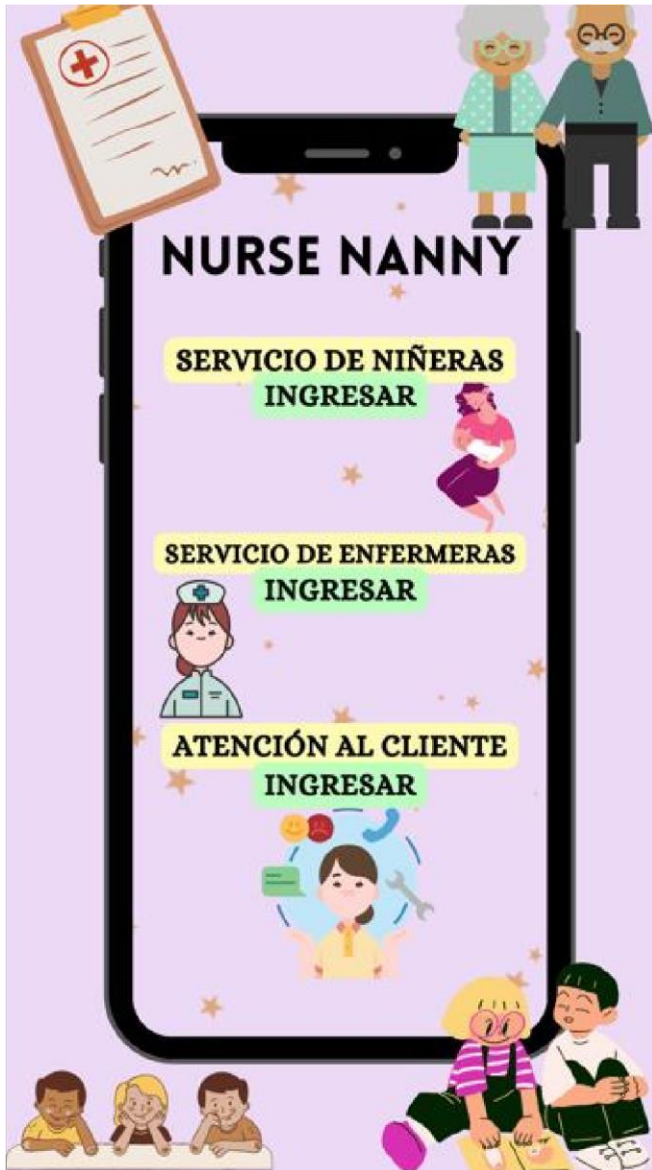 NURSE NANNY
SERVICIO DE NIÑERAS
INGRESAR
SERVICIO DE ENFERMERAS
INGRESAR
ATENCIÓN AL CLIENTE
INGRESAR